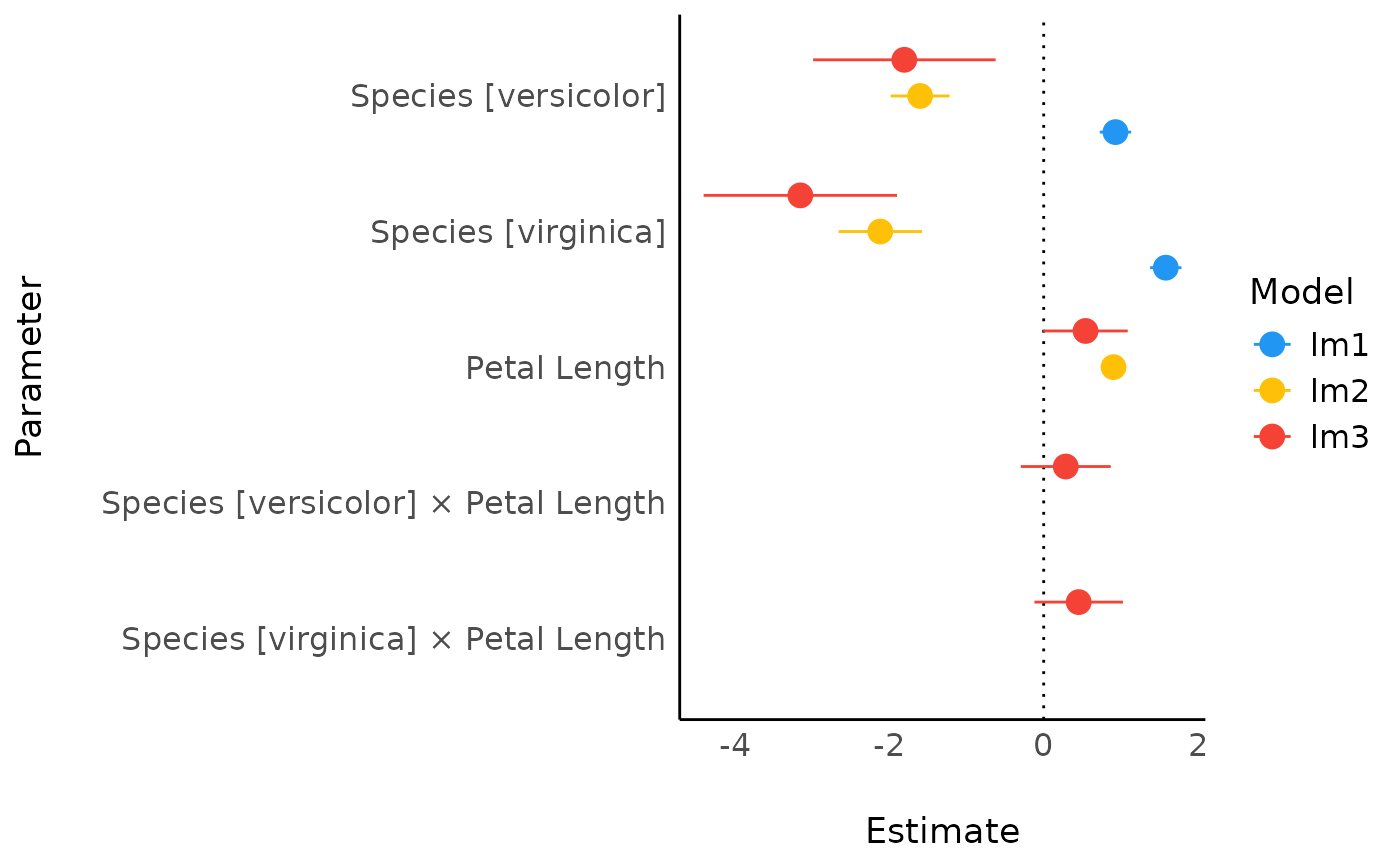 Species [versicolor]
Species [virginica]
Petal Length
Species [versicolor] × Petal Length
Species [virginica] × Petal Length
Parameter
-4
-2
0
2
Estimate
Model
lm1
lm2
lm3